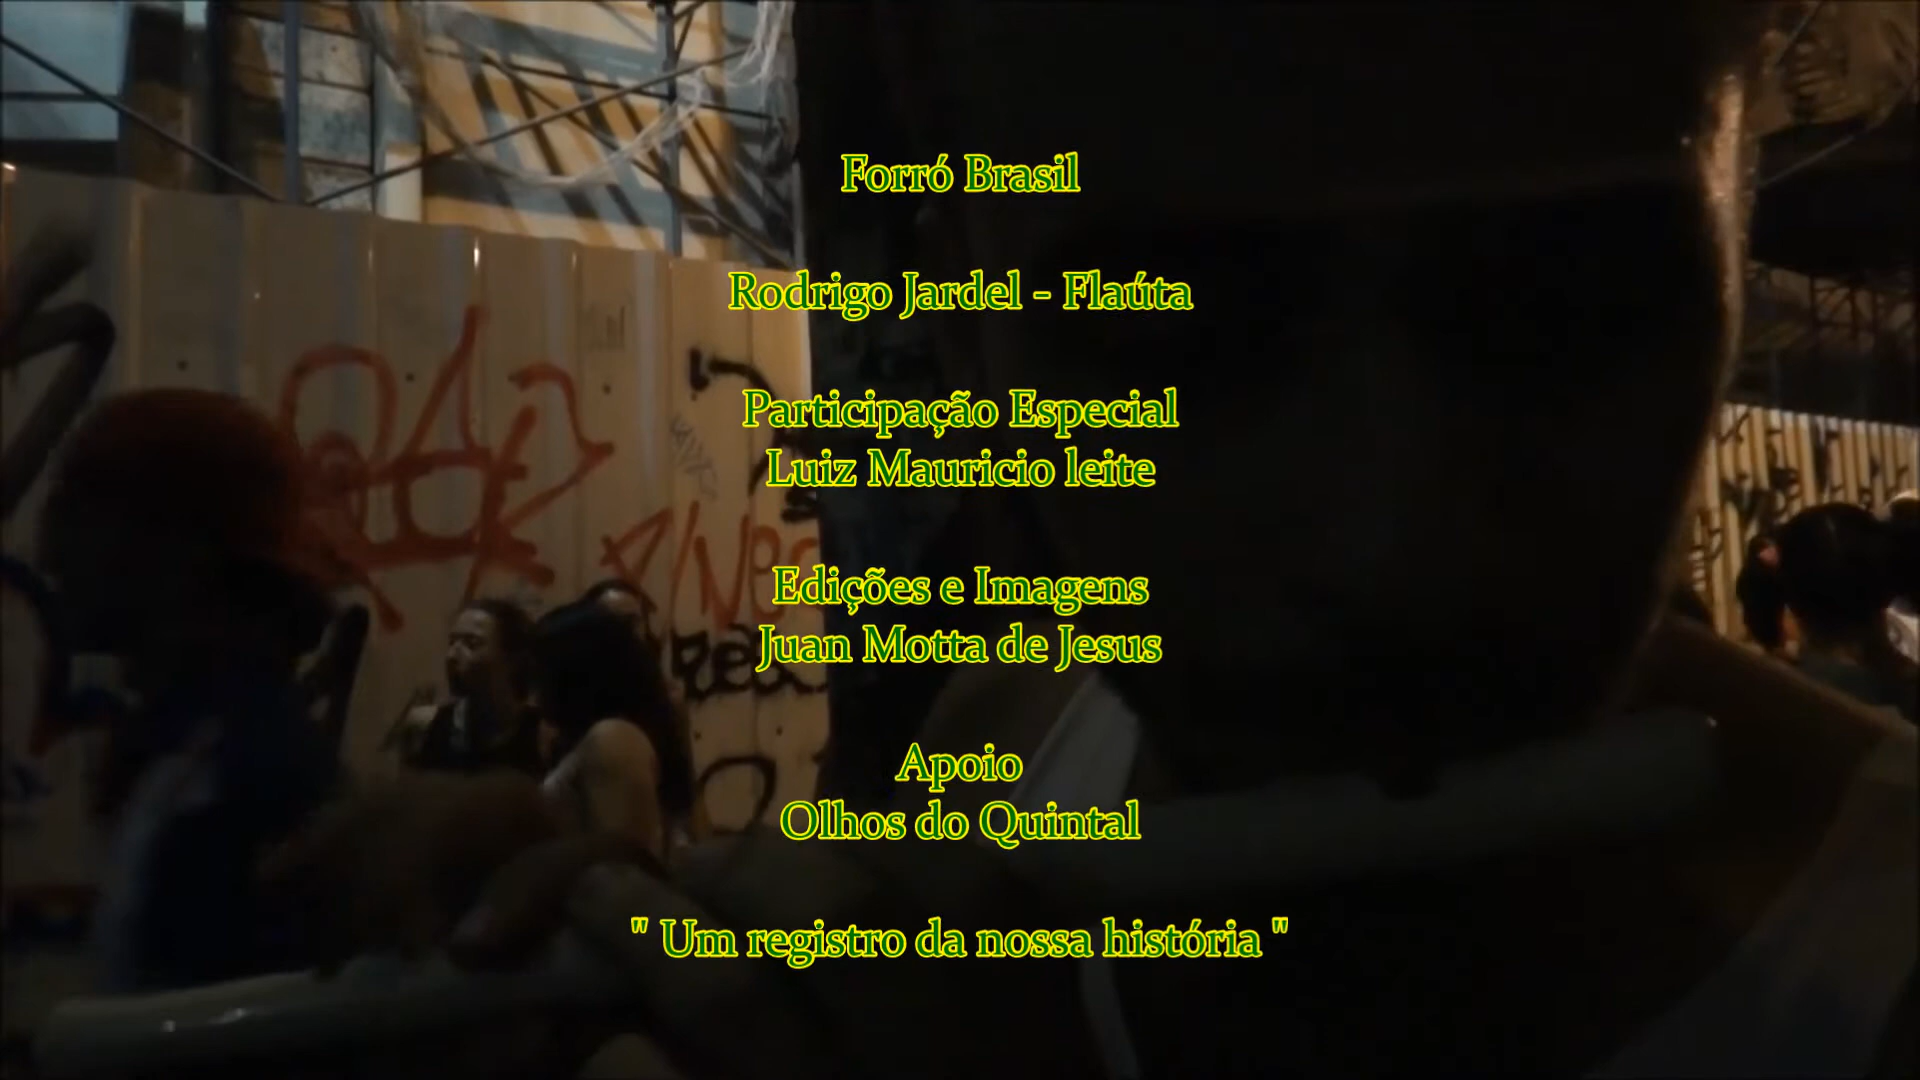 Forró Brasil
Rodrigo Jardel - Flaúta
Participação Especial
Luiz Mauricio leite
Edições e Imagens
Juan Motta de Jesus
Apoio
Olhos do Quintal
" Um registro da nossa história "